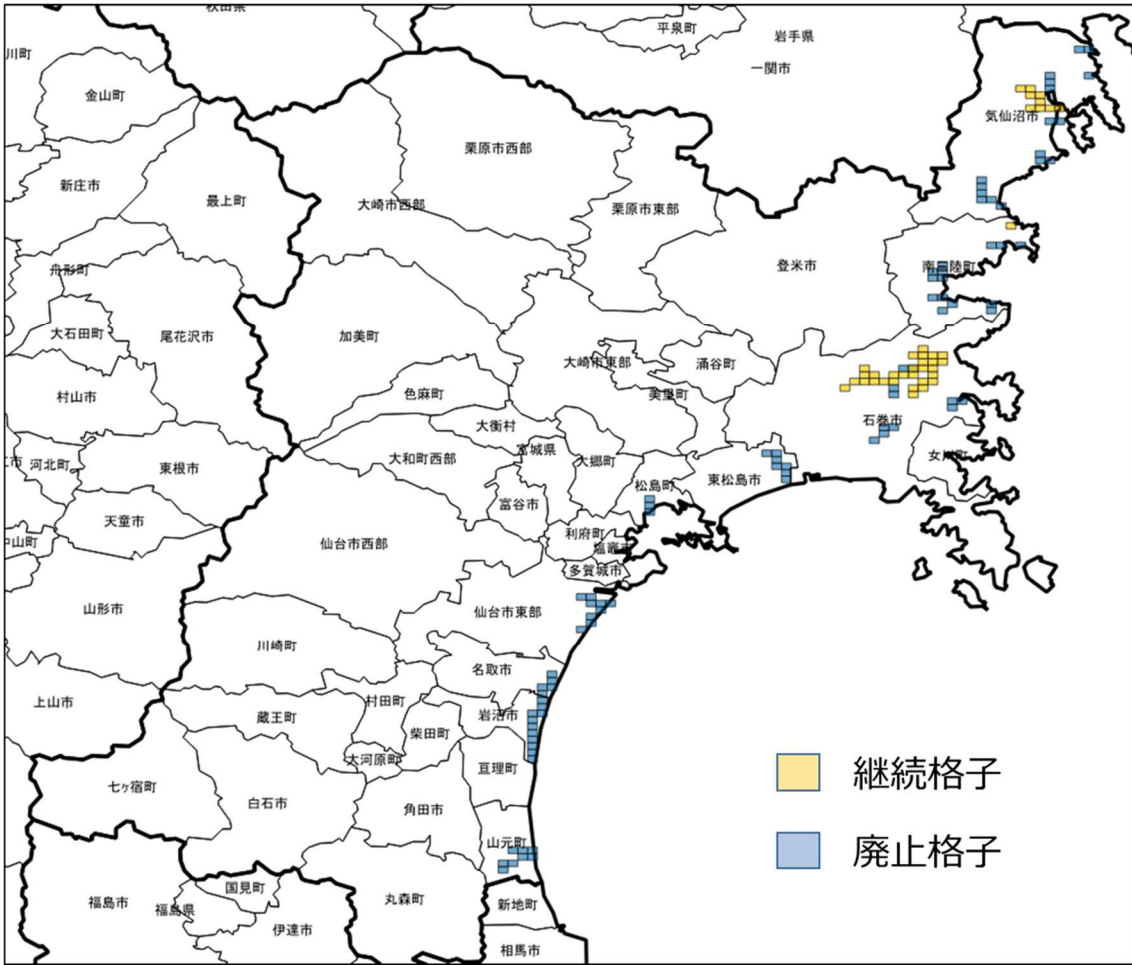 秋田県
平泉町
岩手県
川町
一関市
金山町
気仙沼市
栗原市西部
新庄市
最上町
大崎市西部
栗原市東部
舟形町
登米市
南三陸町
大石田町
尾花沢市
加美町
大崎市東部
涌谷町
村山市
色麻町
美里町
大衡村
石巻市
宮城県
河北町
東根市
大和町西部
大郷町
女川町
東松島市
松島町
富谷市
天童市
利府町
中山町
仙台市西部
塩竈市
多賀城市
山形市
仙台市東部
川崎町
名取市
上山市
村田町
蔵王町
岩沼市
柴田町
大河原町
亘理町
七ヶ宿町
白石市
角田市
継続格子
山元町
廃止格子
国見町
福島市
福島県
丸森町
新地町
伊達市
相馬市